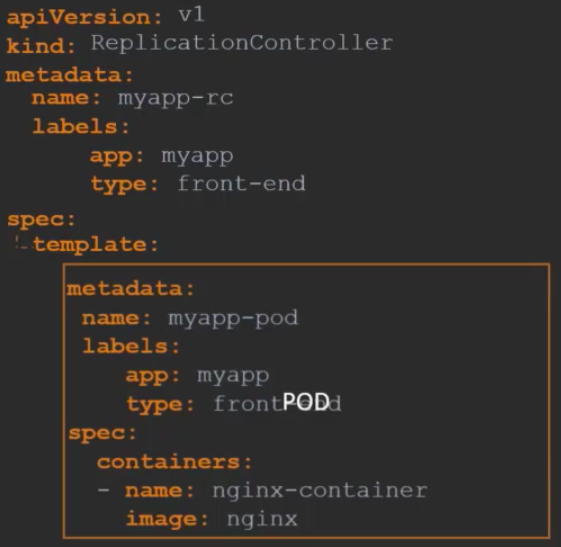 apiVersion: v1
kind: ReplicationController
metadata:
  name: myapp-rc
  labels:
      app: myapp
      type: front-end
spec:
  template:
    metadata:
     name: myapp-pod
     labels:
        app: myapp
        type: front-end
    spec:
      containers:
      - name: nginx-container
        image: nginx
POD